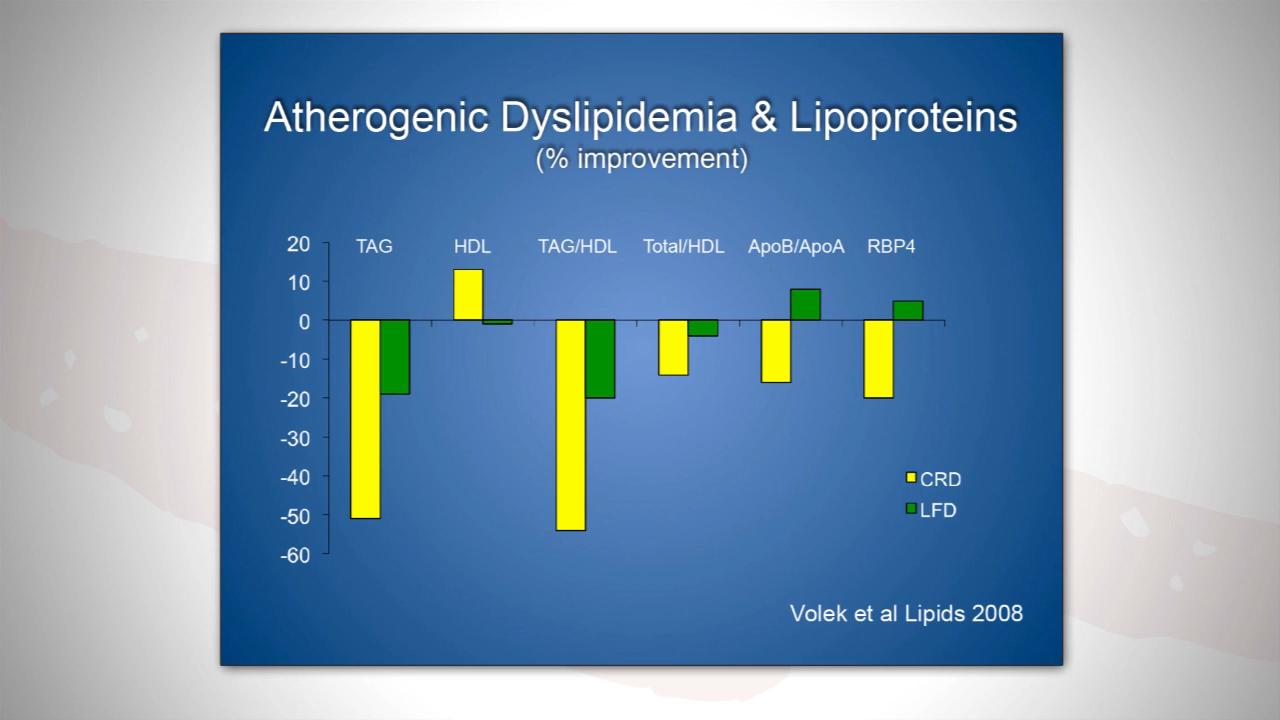 Atherogenic Dyslipidemia & Lipoproteins
(% improvement)
TAG HDL TAG/HDL Total/HDL ApoB/ApoA RBP4
20
10
0
-10
-20
-30
-40
-50
-60
CRD
LFD
Volek et al Lipids 2008